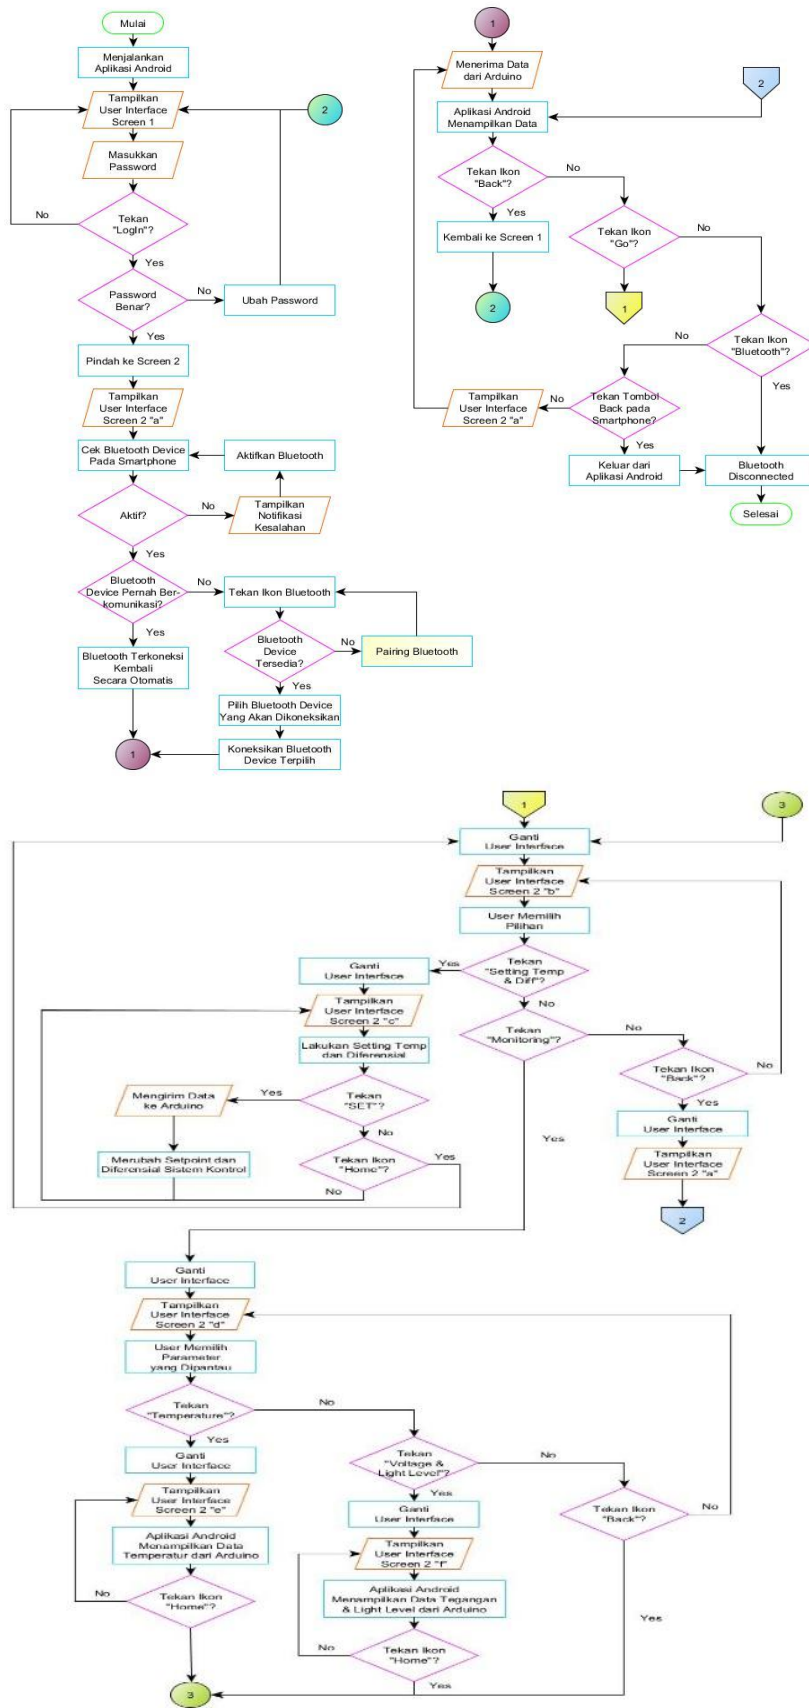 Mulai
Menjalankan
Aplikasi Android
Tampilkan
User Interface
Screen 1
2
Masukkan
Password
Tekan
"LogIn"?
No
Yes
Password
Benar?
No
Ubah Password
Yes
Pindah ke Screen 2
Tampilkan
User Interface
Screen 2 "a"
Cek Bluetooth Device
Pada Smartphone
Aktifkan Bluetooth
Aktif?
No
Tampilkan
Notifikasi
Kesalahan
Yes
Bluetooth
Device Pernah Ber-
komunikasi?
No
Tekan Ikon Bluetooth
Yes
Bluetooth
Device
Tersedia?
No
Pairing Bluetooth
Bluetooth Terkoneksi
Kembali
Secara Otomatis
Yes
Pilih Bluetooth Device
Yang Akan Dikoneksikan
1
Koneksikan Bluetooth
Device Terpilih
1
Menerima Data
dari Arduino
2
Aplikasi Android
Menampilkan Data
Tekan Ikon
"Back"?
No
Yes
Kembali ke Screen 1
Tekan Ikon
"Go"?
No
2
1
Yes
Tekan Ikon
"Bluetooth"?
No
Yes
Tekan Tombol
Back pada
Smartphone?
No
Tampilkan
User Interface
Screen 2 "a"
Yes
Keluar dari
Aplikasi Android
Bluetooth
Disconnected
Selesai
1
3
Ganti
User Interface
Tampilkan
User Interface
Screen 2 "b"
User Memilih
Pilihan
Tekan
"Setting Temp
& Diff"?
Yes
Ganti
User Interface
No
Tampilkan
User Interface
Screen 2 "c"
Tekan
"Monitoring"?
No
Lakukan Setting Temp
dan Diferensial
Tekan Ikon
"Back"?
No
Tekan
"SET"?
Yes
Mengirim Data
ke Arduino
Yes
Ganti
User Interface
No
Yes
Merubah Setpoint dan
Diferensial Sistem Kontrol
Tekan Ikon
"Home"?
Yes
No
Tampilkan
User Interface
Screen 2 "a"
2
Ganti
User Interface
Tampilkan
User Interface
Screen 2 "d"
User Memilih
Parameter
yang Dipantau
Tekan
"Temperature"?
No
Yes
Ganti
User Interface
Tekan
"Voltage &
Light Level"?
No
Yes
Tampilkan
User Interface
Screen 2 "e"
Ganti
User Interface
Tekan Ikon
"Back"?
No
Aplikasi Android
Menampilkan Data
Temperatur dari Arduino
Tampilkan
User Interface
Screen 2 "f"
Tekan Ikon
"Home"?
No
Aplikasi Android
Menampilkan Data Tegangan
& Light Level dari Arduino
Yes
Tekan Ikon
"Home"?
No
Yes
Yes
3